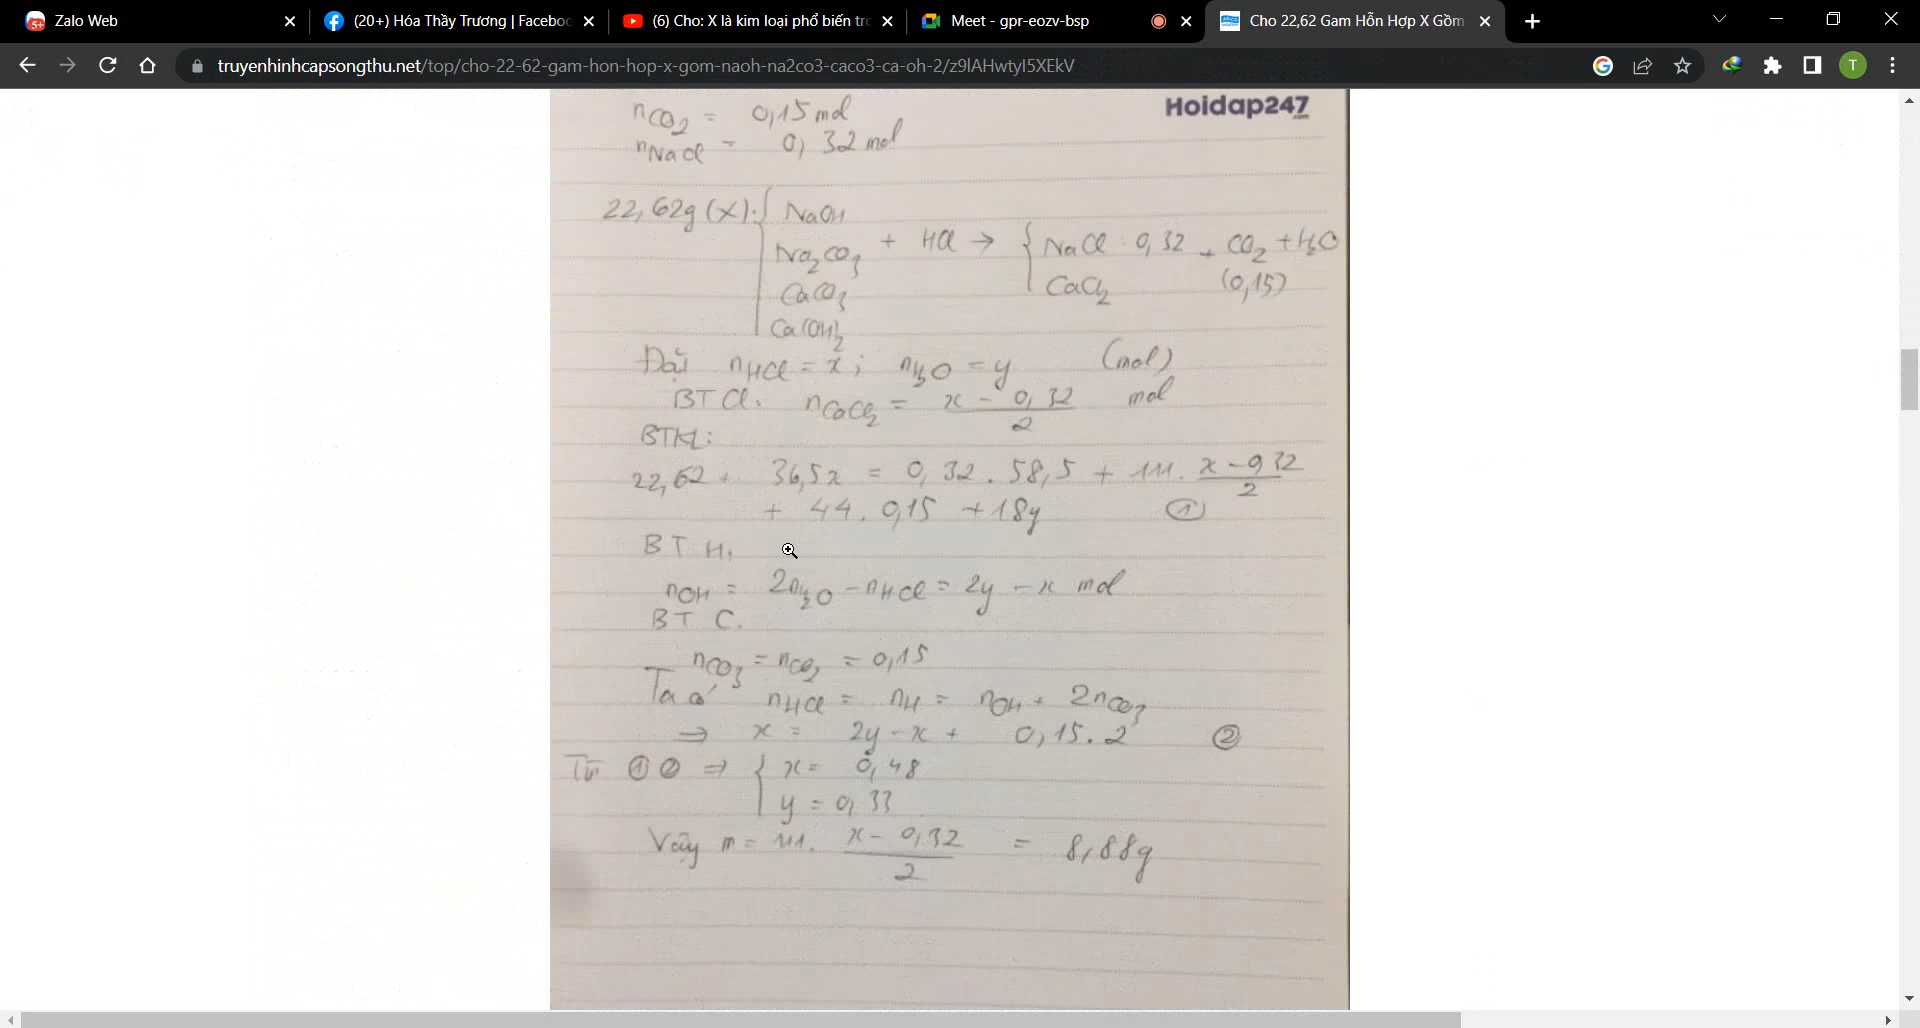 Zalo Web
(20+) Hóa Thầy Trương | Faceboo
(6) Cho: X là kim loại phổ biến tro
Meet - gpr-eozv-bsp
Cho 22,62 Gam Hỗn Hợp X Gồm
truyenhinhcapsongthu.net/top/cho-22-62-gam-hon-hop-x-gom-naoh-na2co3-caco3-ca-oh-2/z9lAHwtyI5XEkV
T
Hoidap247
.com
nCO2 = 0,15 mol
nNaCl = 0,32 mol
22,62g (X): { NaOH
Na2CO3 + HCl → { NaCl : 0,32 + CO2 + H2O
CaCO3 CaCl2 (0,15)
Ca(OH)2
Đặt nHCl = x ; nH2O = y (mol)
BT Cl: nCaCl2 = x - 0,32 / 2 mol
BTKL:
22,62 + 36,5x = 0,32 . 58,5 + 111 . x - 0,32 / 2
+ 44 . 0,15 + 18y ①
BT H:
nOH = 2nH2O - nHCl = 2y - x mol
BT C.
nCO3 = nCO2 = 0,15
Ta có nHCl = nH = nOH + 2nCO3
⇒ x = 2y - x + 0,15.2 ②
Từ ① ② ⇒ { x = 0,48
y = 0,33
Vậy m = 111 . x - 0,32 / 2 = 8,88g